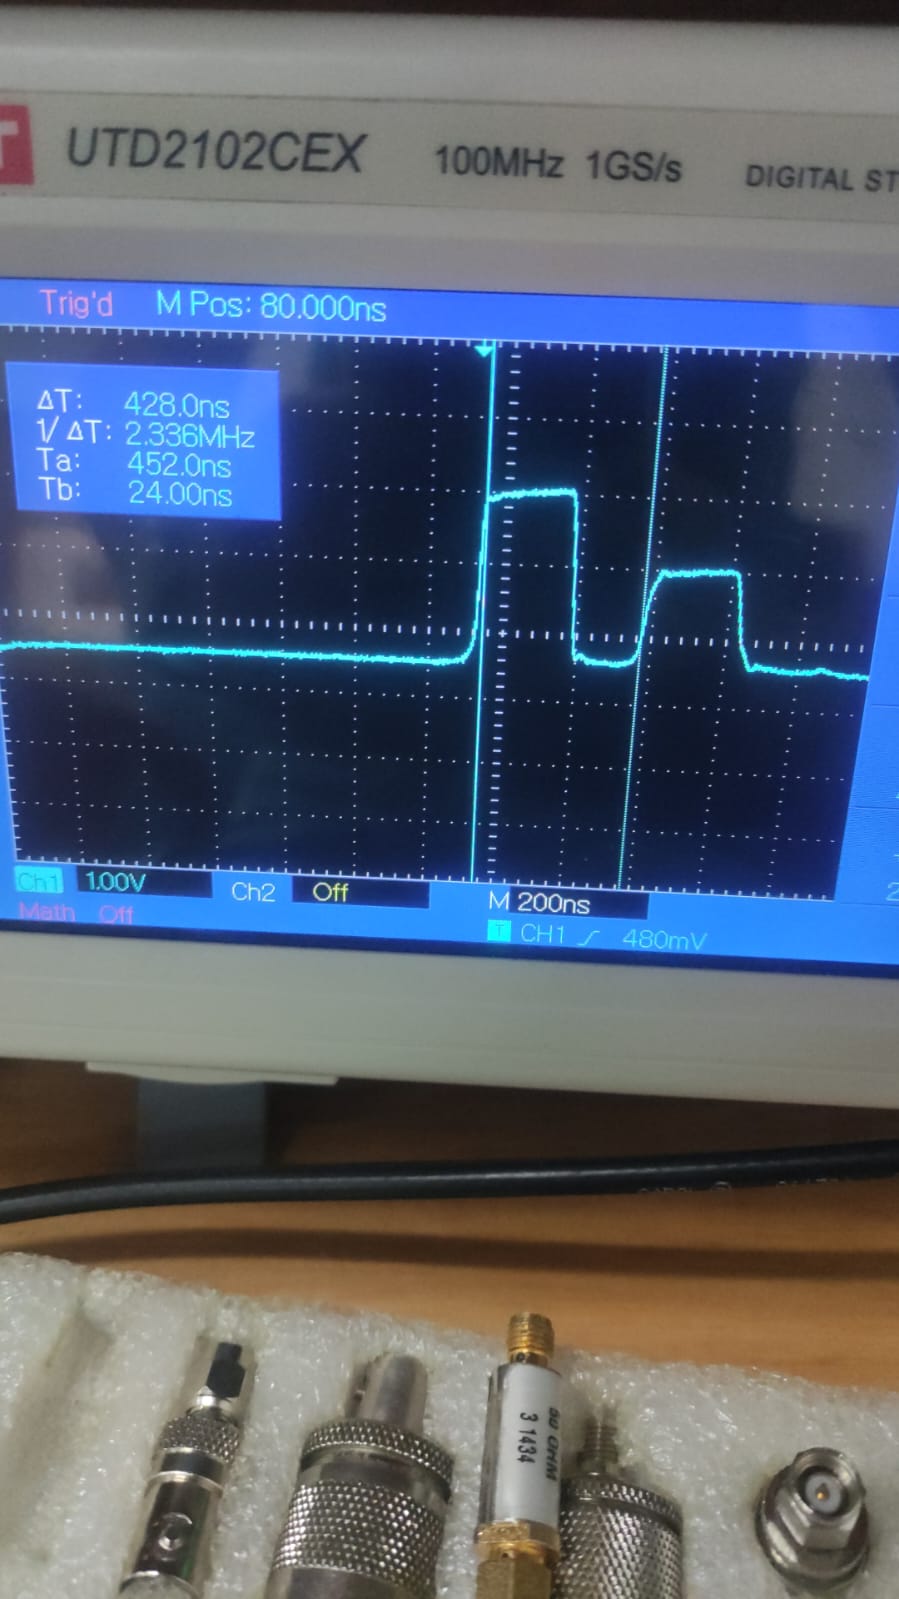 UTD2102CEX 100MHz 1GS/s DIGITAL ST
Trig'd M Pos: 80.000ns
ΔT: 428.0ns
1/ΔT: 2.336MHz
Ta: 452.0ns
Tb: 24.00ns
Ch1 1.00V Ch2 Off M 200ns
Math Off T CH1 480mV
OHM
3 1434